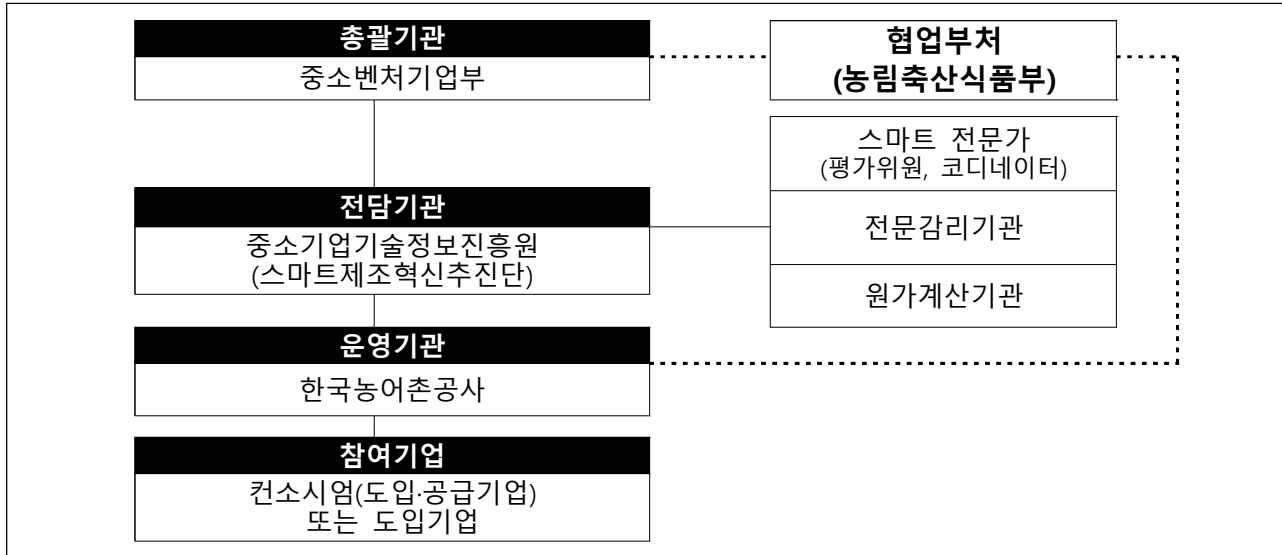 총괄기관
중소벤처기업부
협업부처
(농림축산식품부)
스마트 전문가
(평가위원, 코디네이터)
전문감리기관
원가계산기관
전담기관
중소기업기술정보진흥원
(스마트제조혁신추진단)
운영기관
한국농어촌공사
참여기업
컨소시엄(도입·공급기업)
또는 도입기업